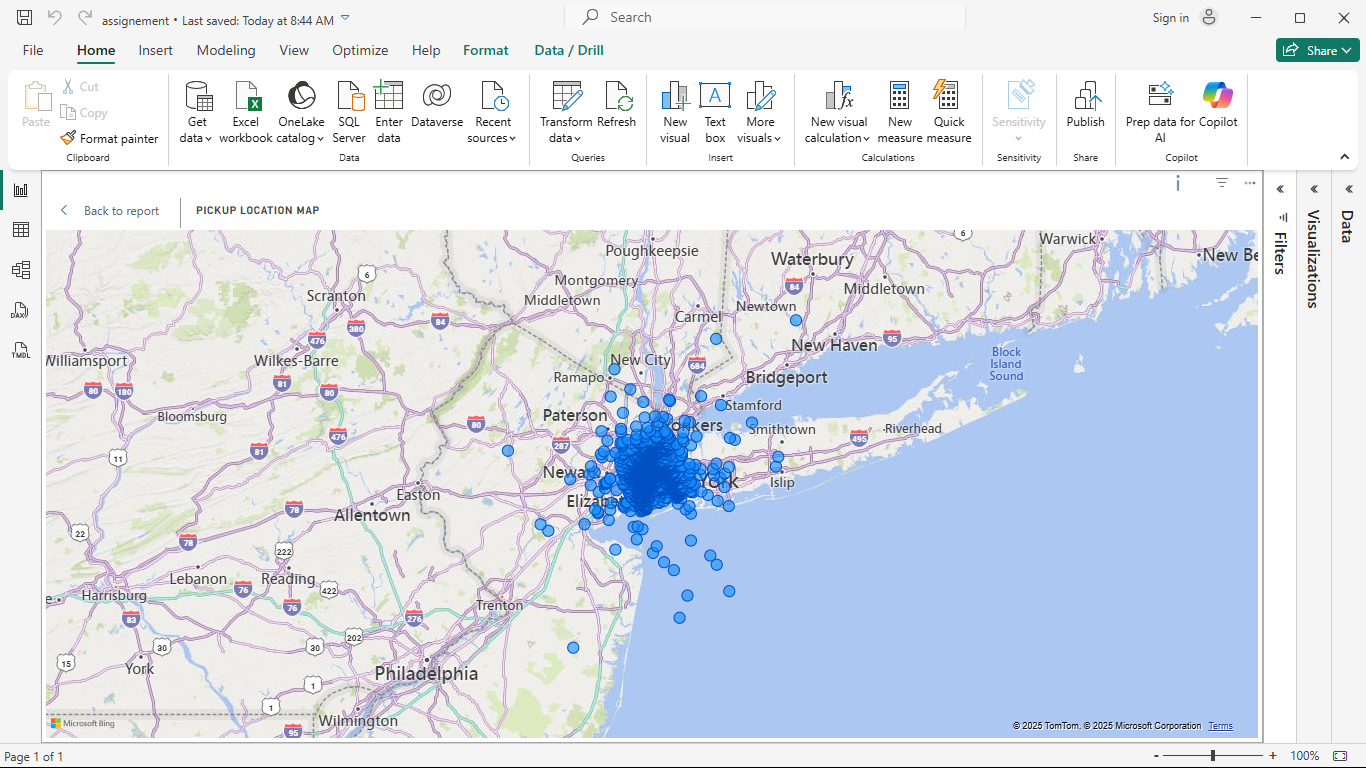 assignement • Last saved: Today at 8:44 AM
Search
Sign in
File
Home
Insert
Modeling
View
Optimize
Help
Format
Data / Drill
Share
Paste
Cut
Copy
Format painter
Clipboard
Get data
Excel workbook
OneLake catalog
SQL Server
Enter data
Dataverse
Recent sources
Data
Transform data
Refresh
Queries
New visual
Text box
More visuals
Insert
New visual calculation
New measure
Quick measure
Calculations
Sensitivity
Sensitivity
Publish
Share
Prep data for AI
Copilot
Copilot
Back to report
PICKUP LOCATION MAP
Filters
Visualizations
Data
DAX
TMDL
Poughkeepsie
Waterbury
Warwick
New Be
6
6
Montgomery
Middletown
84
Middletown
Scranton
Newtown
Carmel
84
380
476
95
New Haven
Williamsport
Wilkes-Barre
New City
684
Block
Island
Sound
Ramapo
Bridgeport
80
180
81
80
Bloomsburg
Paterson
Stamford
80
onkers
Smithtown
Riverhead
476
287
495
81
11
Newa
ork
Islip
Easton
Elizabe
Allentown
78
22
78
222
Lebanon
Reading
76
422
Harrisburg
76
Trenton
83
276
202
30
30
15
York
Philadelphia
1
1
Wilmington
95
Microsoft Bing
© 2025 TomTom, © 2025 Microsoft Corporation Terms
Page 1 of 1
- + 100%